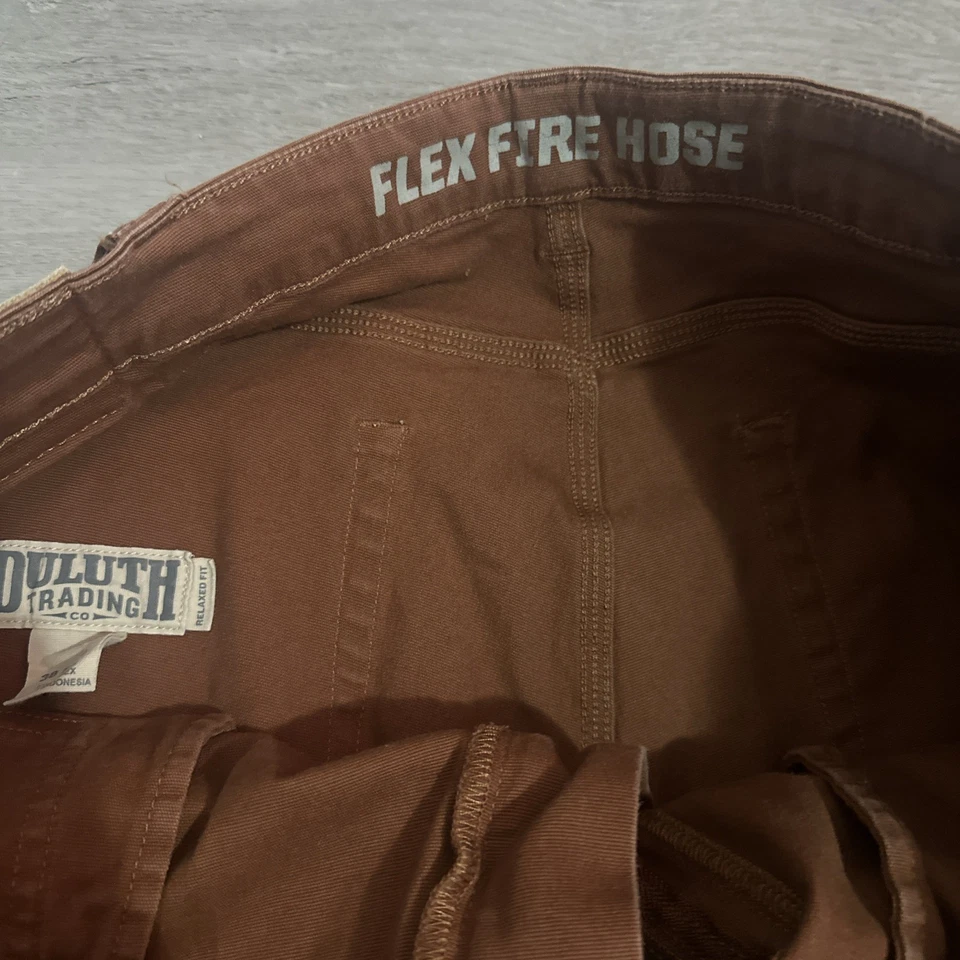 FLEX FIRE HOSE
DULUTH
TRADING
CO
RELAXED FIT